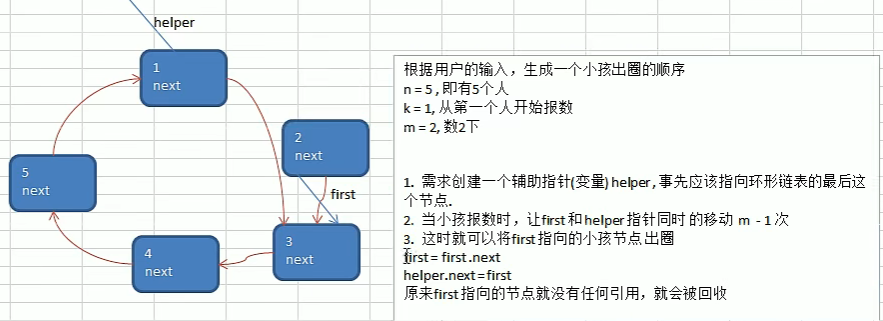 helper
1
next
2
next
first
5
next
3
next
4
next
根据用户的输入，生成一个小孩出圈的顺序
n = 5 , 即有5个人
k = 1, 从第一个人开始报数
m = 2, 数2下
1. 需求创建一个辅助指针(变量) helper , 事先应该指向环形链表的最后这
个节点.
2. 当小孩报数时，让first 和 helper 指针同时 的移动 m - 1 次
3. 这时就可以将first 指向的小孩节点 出圈
first = first .next
helper.next = first
原来first 指向的节点就没有任何引用，就会被回收